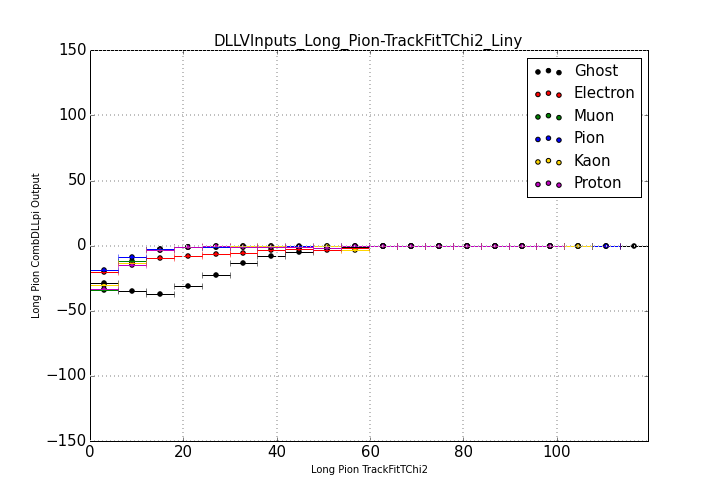 DLLVInputs_Long_Pion-TrackFitTChi2_Liny
150
100
50
0
−50
−100
−150
0
20
40
60
80
100
Long Pion CombDLLpi Output
Long Pion TrackFitTChi2
Ghost
Electron
Muon
Pion
Kaon
Proton